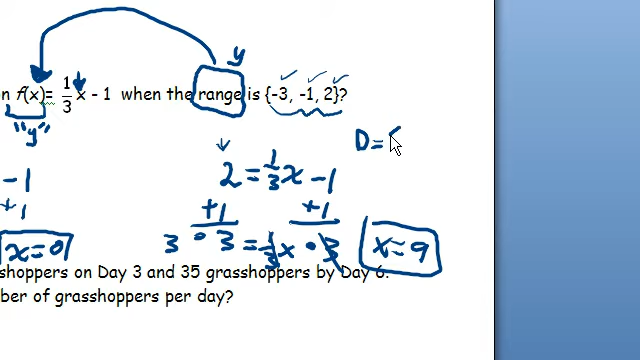 y
n f(x)= 1/3 x - 1 when the range is {-3, -1, 2}?
"y"
D = {
-1
2 = 1/3 x - 1
+1
+1 +1
x=0
3 · 3 = 1/3 x · 3
x=9
shoppers on Day 3 and 35 grasshoppers by Day 6.
ber of grasshoppers per day?